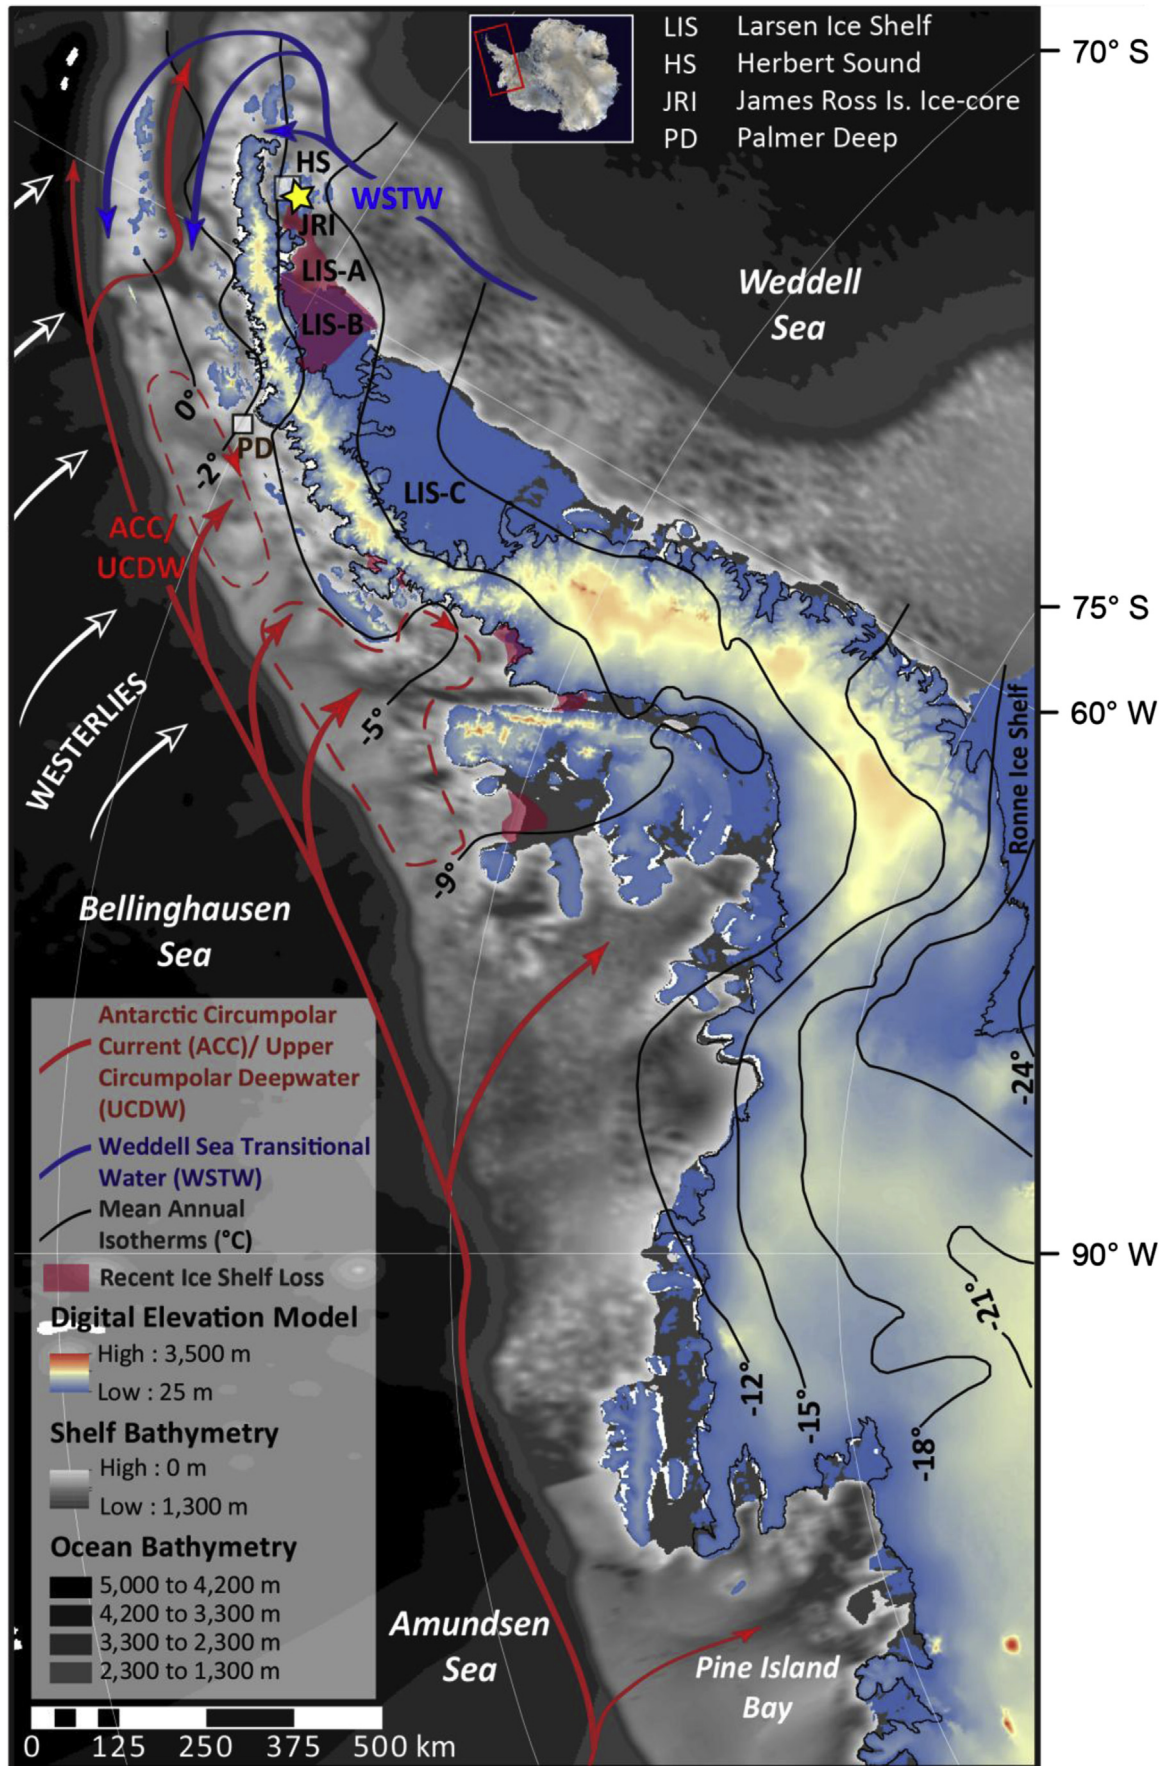 LIS Larsen Ice Shelf
HS Herbert Sound
JRI James Ross Is. Ice-core
PD Palmer Deep
70° S
HS
WSTW
JRI
LIS-A
LIS-B
Weddell
Sea
0°
-2°
PD
LIS-C
ACC/
UCDW
75° S
WESTERLIES
-5°
60° W
Ronne Ice Shelf
-9°
Bellinghausen
Sea
-24°
90° W
-21°
-12°
-15°
-18°
Antarctic Circumpolar
Current (ACC)/ Upper
Circumpolar Deepwater
(UCDW)
Weddell Sea Transitional
Water (WSTW)
Mean Annual
Isotherms (°C)
Recent Ice Shelf Loss
Digital Elevation Model
High : 3,500 m
Low : 25 m
Shelf Bathymetry
High : 0 m
Low : 1,300 m
Ocean Bathymetry
5,000 to 4,200 m
4,200 to 3,300 m
3,300 to 2,300 m
2,300 to 1,300 m
Amundsen
Sea
Pine Island
Bay
0 125 250 375 500 km